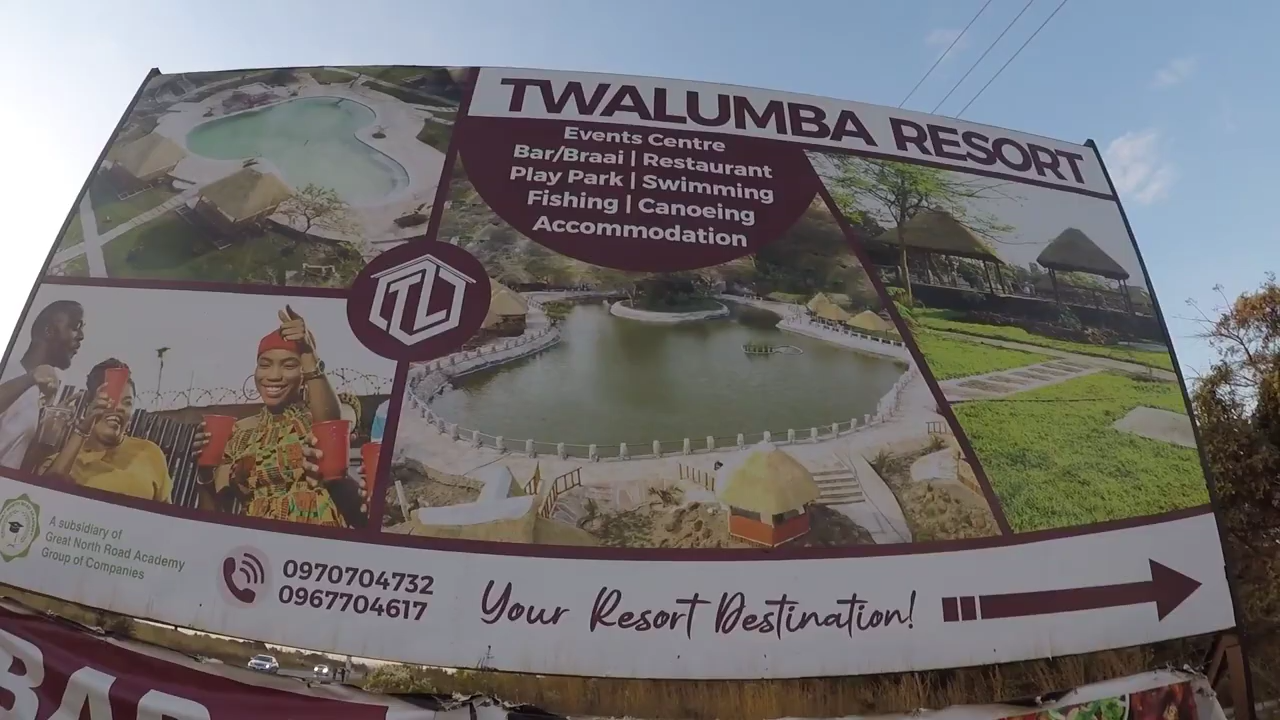 TWALUMBA RESORT
Events Centre
Bar/Braai | Restaurant
Play Park | Swimming
Fishing | Canoeing
Accommodation
TL
A subsidiary of
Great North Road Academy
Group of Companies
0970704732
0967704617
Your Resort Destination!
BAR